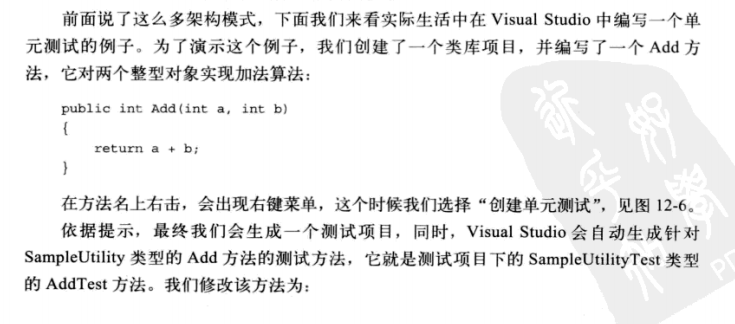 前面说了这么多架构模式，下面我们来看实际生活中在 Visual Studio 中编写一个单
元测试的例子。为了演示这个例子，我们创建了一个类库项目，并编写了一个 Add 方
法，它对两个整型对象实现加法算法：
public int Add(int a, int b)
{
return a + b;
}
在方法名上右击，会出现右键菜单，这个时候我们选择“创建单元测试”，见图 12-6。
依据提示，最终我们会生成一个测试项目，同时，Visual Studio 会自动生成针对
SampleUtility 类型的 Add 方法的测试方法，它就是测试项目下的 SampleUtilityTest 类型
的 AddTest 方法。我们修改该方法为：